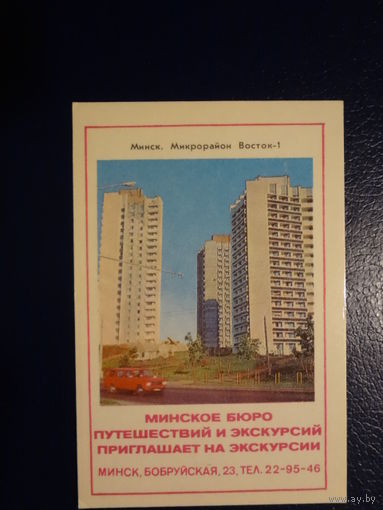 Минск. Микрорайон Восток-1
МИНСКОЕ БЮРО
ПУТЕШЕСТВИЙ И ЭКСКУРСИЙ
ПРИГЛАШАЕТ НА ЭКСКУРСИИ
МИНСК, БОБРУЙСКАЯ, 23, ТЕЛ. 22-95-46
www.ay.by